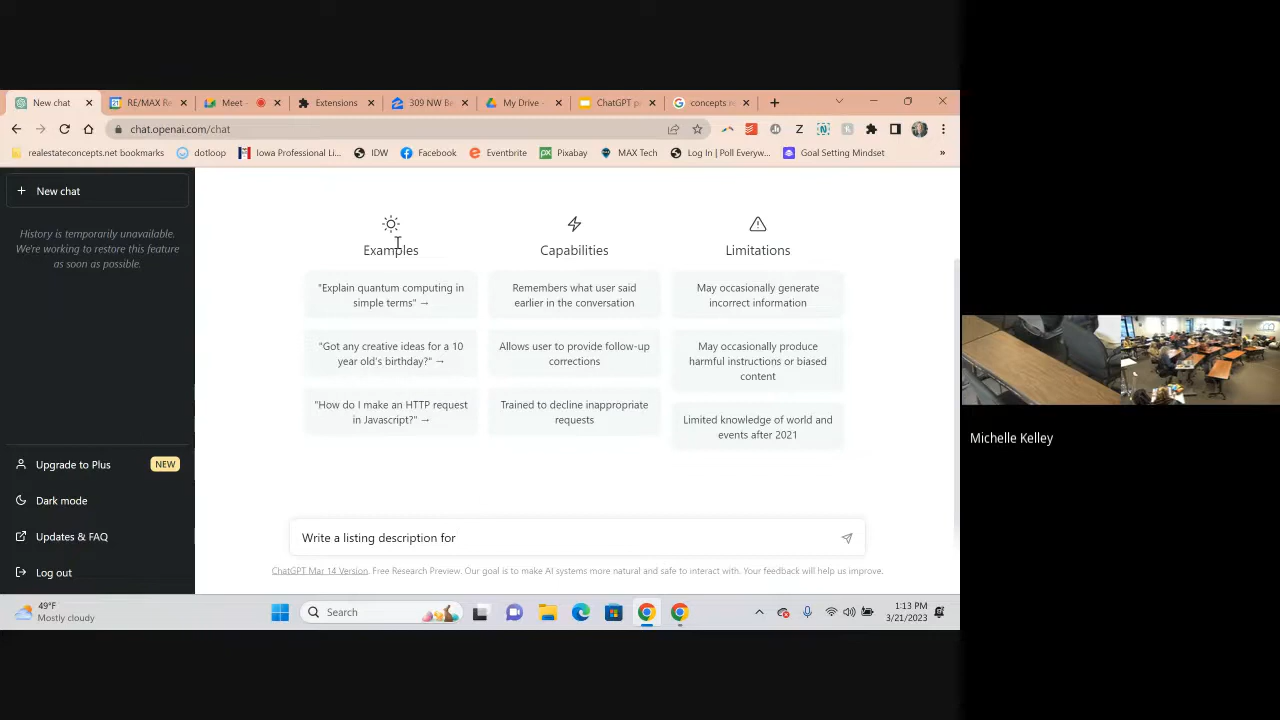 New chat
RE/MAX Re
Meet -
Extensions
309 NW Be
My Drive -
ChatGPT p
concepts re
chat.openai.com/chat
realestateconcepts.net bookmarks
dotloop
Iowa Professional Li...
IDW
Facebook
Eventbrite
Pixabay
MAX Tech
Log In | Poll Everyw...
Goal Setting Mindset
»
New chat
History is temporarily unavailable.
We're working to restore this feature
as soon as possible.
Upgrade to Plus
NEW
Dark mode
Updates & FAQ
Log out
Examples
"Explain quantum computing in
simple terms" →
"Got any creative ideas for a 10
year old's birthday?" →
"How do I make an HTTP request
in Javascript?" →
Capabilities
Remembers what user said
earlier in the conversation
Allows user to provide follow-up
corrections
Trained to decline inappropriate
requests
Limitations
May occasionally generate
incorrect information
May occasionally produce
harmful instructions or biased
content
Limited knowledge of world and
events after 2021
Write a listing description for
ChatGPT Mar 14 Version. Free Research Preview. Our goal is to make AI systems more natural and safe to interact with. Your feedback will help us improve.
Michelle Kelley
49°F
Mostly cloudy
Search
1:13 PM
3/21/2023